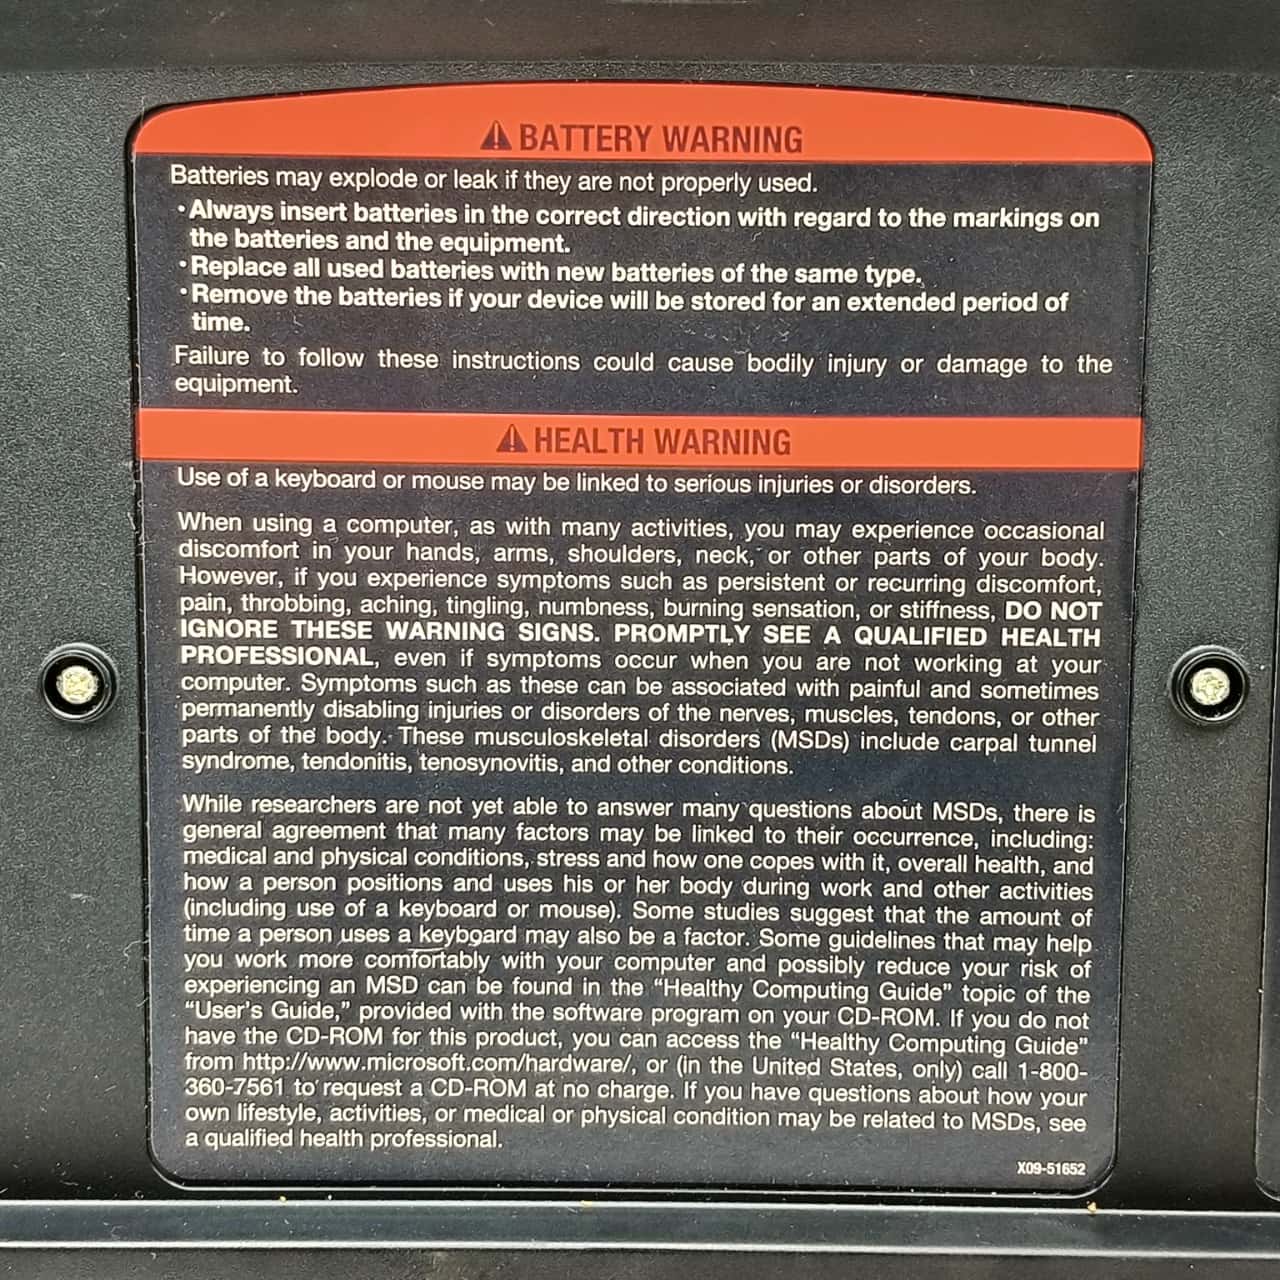 ⚠ BATTERY WARNING
Batteries may explode or leak if they are not properly used.
•Always insert batteries in the correct direction with regard to the markings on
the batteries and the equipment.
•Replace all used batteries with new batteries of the same type.
•Remove the batteries if your device will be stored for an extended period of
time.
Failure to follow these instructions could cause bodily injury or damage to the
equipment.
⚠ HEALTH WARNING
Use of a keyboard or mouse may be linked to serious injuries or disorders.
When using a computer, as with many activities, you may experience occasional
discomfort in your hands, arms, shoulders, neck, or other parts of your body.
However, if you experience symptoms such as persistent or recurring discomfort,
pain, throbbing, aching, tingling, numbness, burning sensation, or stiffness, DO NOT
IGNORE THESE WARNING SIGNS. PROMPTLY SEE A QUALIFIED HEALTH
PROFESSIONAL, even if symptoms occur when you are not working at your
computer. Symptoms such as these can be associated with painful and sometimes
permanently disabling injuries or disorders of the nerves, muscles, tendons, or other
parts of the body. These musculoskeletal disorders (MSDs) include carpal tunnel
syndrome, tendonitis, tenosynovitis, and other conditions.
While researchers are not yet able to answer many questions about MSDs, there is
general agreement that many factors may be linked to their occurrence, including:
medical and physical conditions, stress and how one copes with it, overall health, and
how a person positions and uses his or her body during work and other activities
(including use of a keyboard or mouse). Some studies suggest that the amount of
time a person uses a keyboard may also be a factor. Some guidelines that may help
you work more comfortably with your computer and possibly reduce your risk of
experiencing an MSD can be found in the “Healthy Computing Guide” topic of the
“User's Guide,” provided with the software program on your CD-ROM. If you do not
have the CD-ROM for this product, you can access the “Healthy Computing Guide”
from http://www.microsoft.com/hardware/, or (in the United States, only) call 1-800-
360-7561 to request a CD-ROM at no charge. If you have questions about how your
own lifestyle, activities, or medical or physical condition may be related to MSDs, see
a qualified health professional.
X09-51652